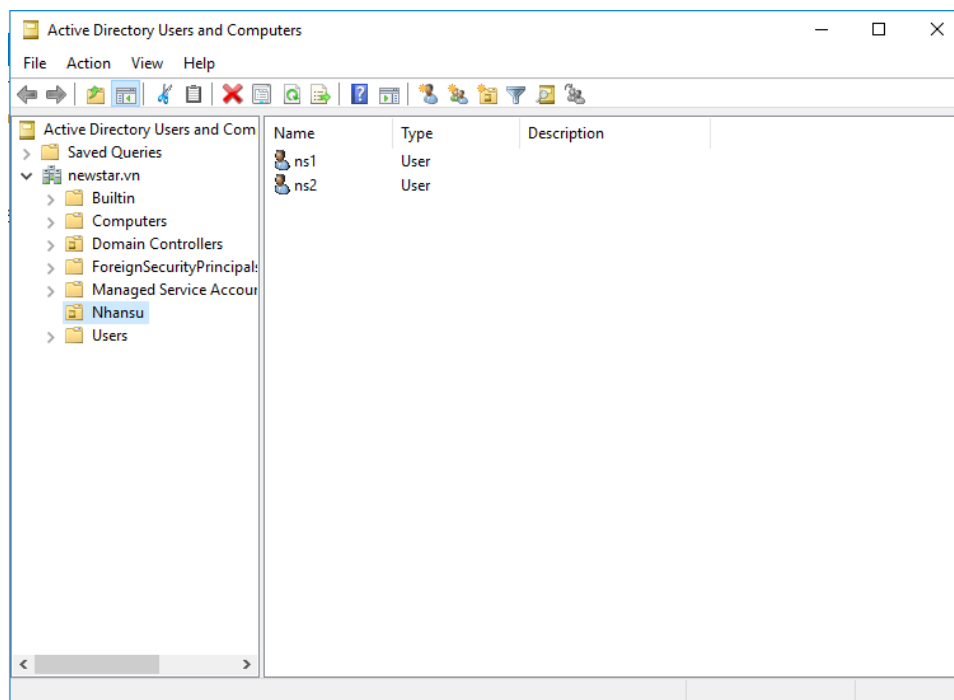 Active Directory Users and Computers
File Action View Help
Active Directory Users and Com
Saved Queries
newstar.vn
Builtin
Computers
Domain Controllers
ForeignSecurityPrincipals
Managed Service Accour
Nhansu
Users
Name Type Description
ns1 User
ns2 User